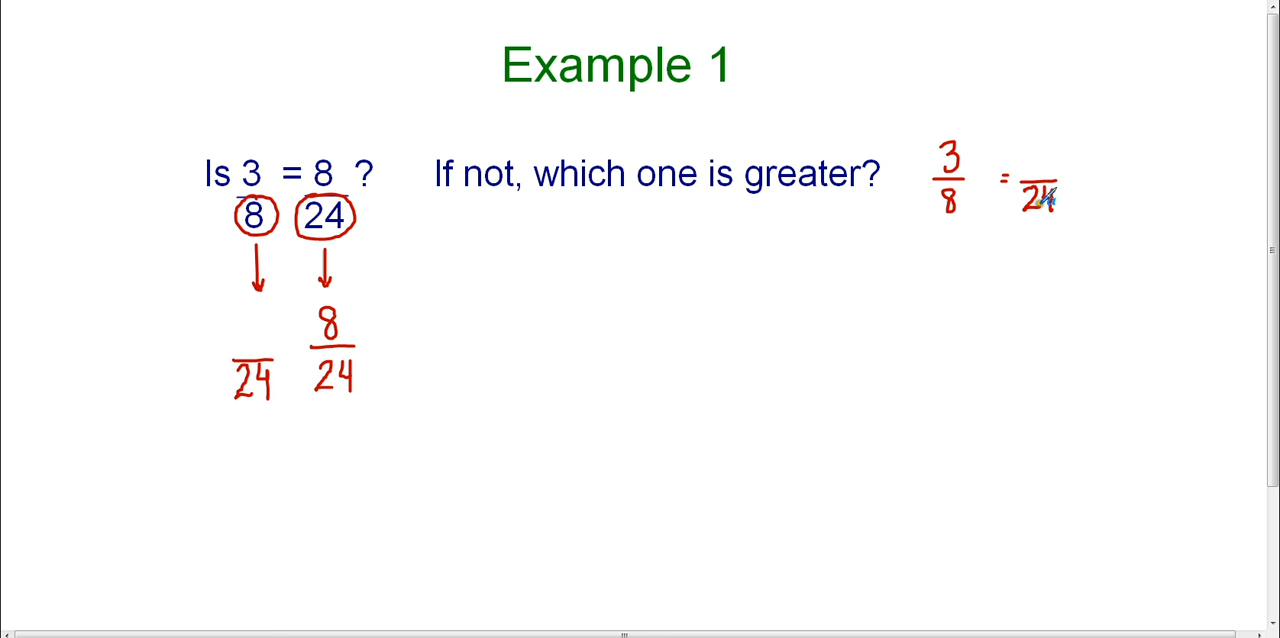 Example 1
Is 3 = 8 ? If not, which one is greater? 3
8 24 8 = 24
8
24 24